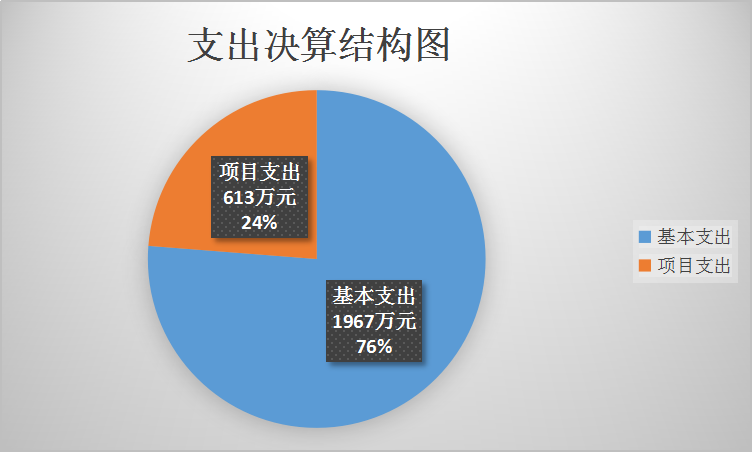 支出决算结构图
项目支出
613万元
24%
基本支出
1967万元
76%
基本支出
项目支出